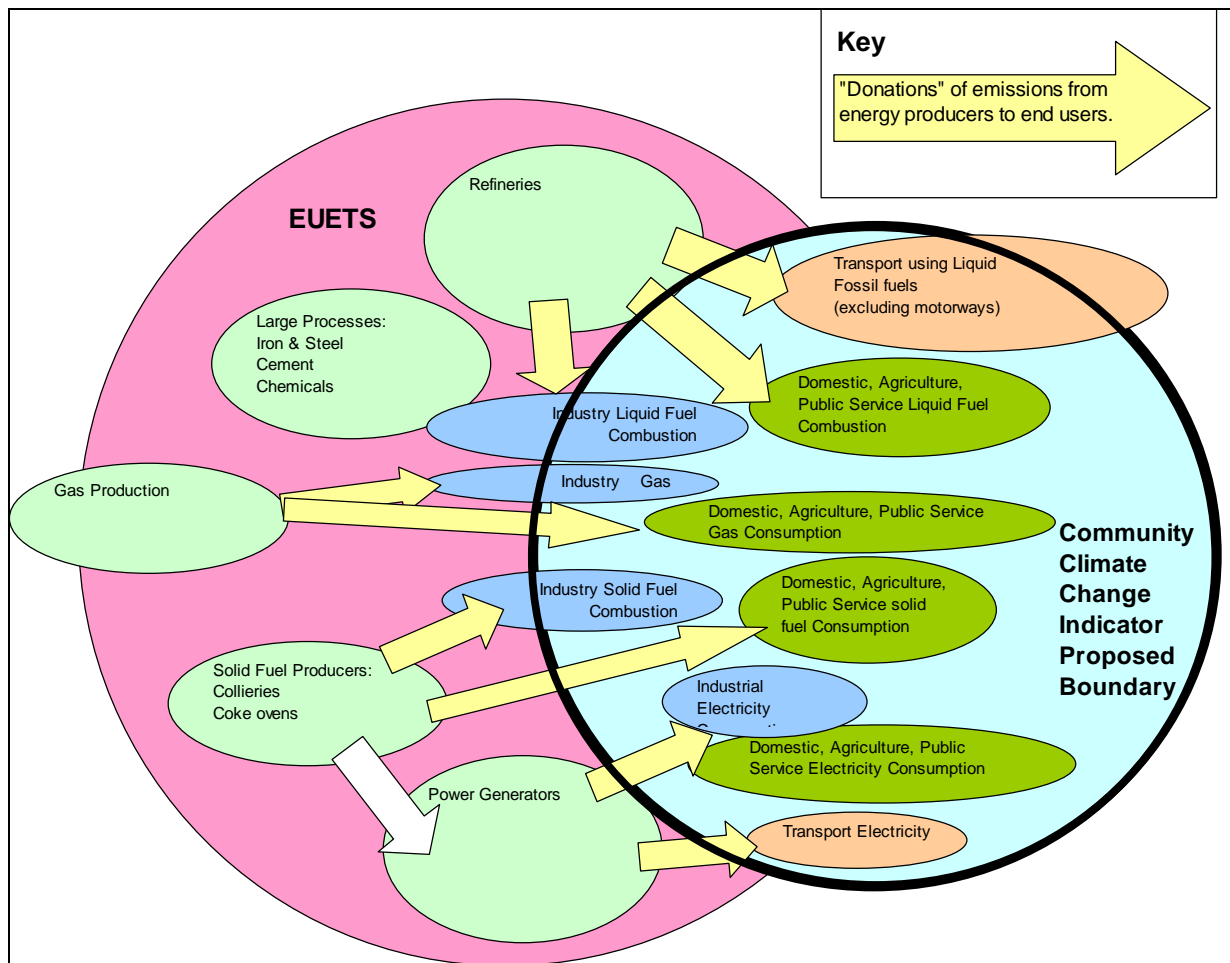 Key
"Donations" of emissions from
energy producers to end users.
Refineries
EUETS
Transport using Liquid
Fossil fuels
(excluding motorways)
Large Processes:
Iron & Steel
Cement
Chemicals
Domestic, Agriculture,
Public Service Liquid Fuel
Combustion
Industry Liquid Fuel
Combustion
Gas Production
Industry Gas
Domestic, Agriculture, Public Service
Gas Consumption
Community
Climate
Change
Indicator
Proposed
Boundary
Industry Solid Fuel
Combustion
Domestic, Agriculture,
Public Service solid
fuel Consumption
Solid Fuel Producers:
Collieries
Coke ovens
Industrial
Electricity
Domestic, Agriculture, Public
Service Electricity Consumption
Power Generators
Transport Electricity